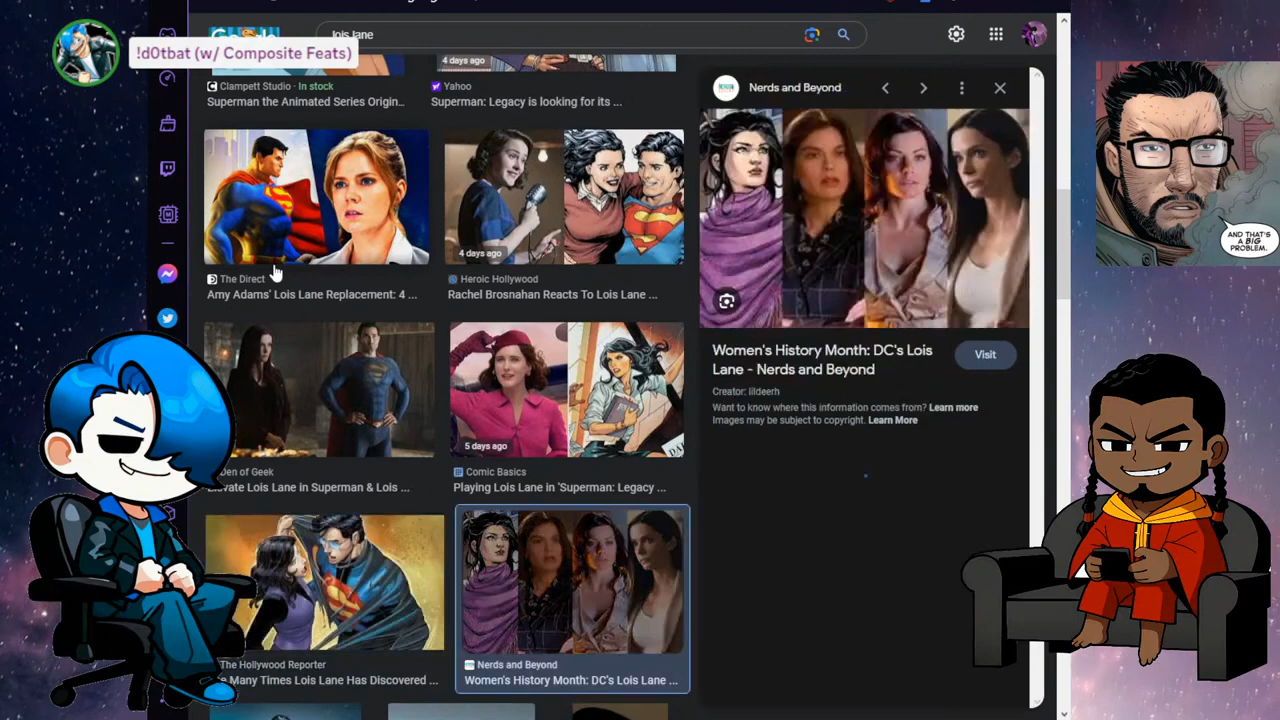 !d0tbat (w/ Composite Feats)
lois lane
4 days ago
Clampett Studio · In stock
Superman the Animated Series Origin...
Yahoo
Superman: Legacy is looking for its ...
Nerds and Beyond
AND THAT'S
A BIG
PROBLEM.
The Direct
Amy Adams' Lois Lane Replacement: 4 ...
4 days ago
Heroic Hollywood
Rachel Brosnahan Reacts To Lois Lane ...
Women's History Month: DC's Lois
Lane - Nerds and Beyond
Visit
Creator: lildeerh
Want to know where this information comes from? Learn more
Images may be subject to copyright. Learn More
Den of Geek
Elevate Lois Lane in Superman & Lois ...
5 days ago
Comic Basics
Playing Lois Lane in 'Superman: Legacy ...
The Hollywood Reporter
Many Times Lois Lane Has Discovered ...
Nerds and Beyond
Women's History Month: DC's Lois Lane ...